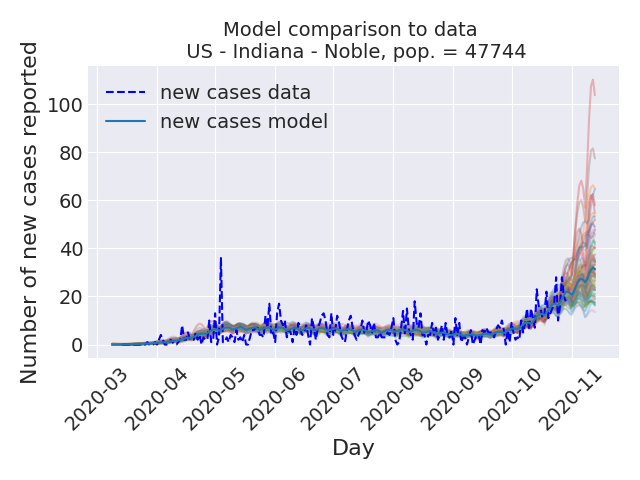 Model comparison to data
US - Indiana - Noble, pop. = 47744
new cases data
new cases model
Number of new cases reported
100
80
60
40
20
0
2020-03
2020-04
2020-05
2020-06
2020-07
2020-08
2020-09
2020-10
2020-11
Day